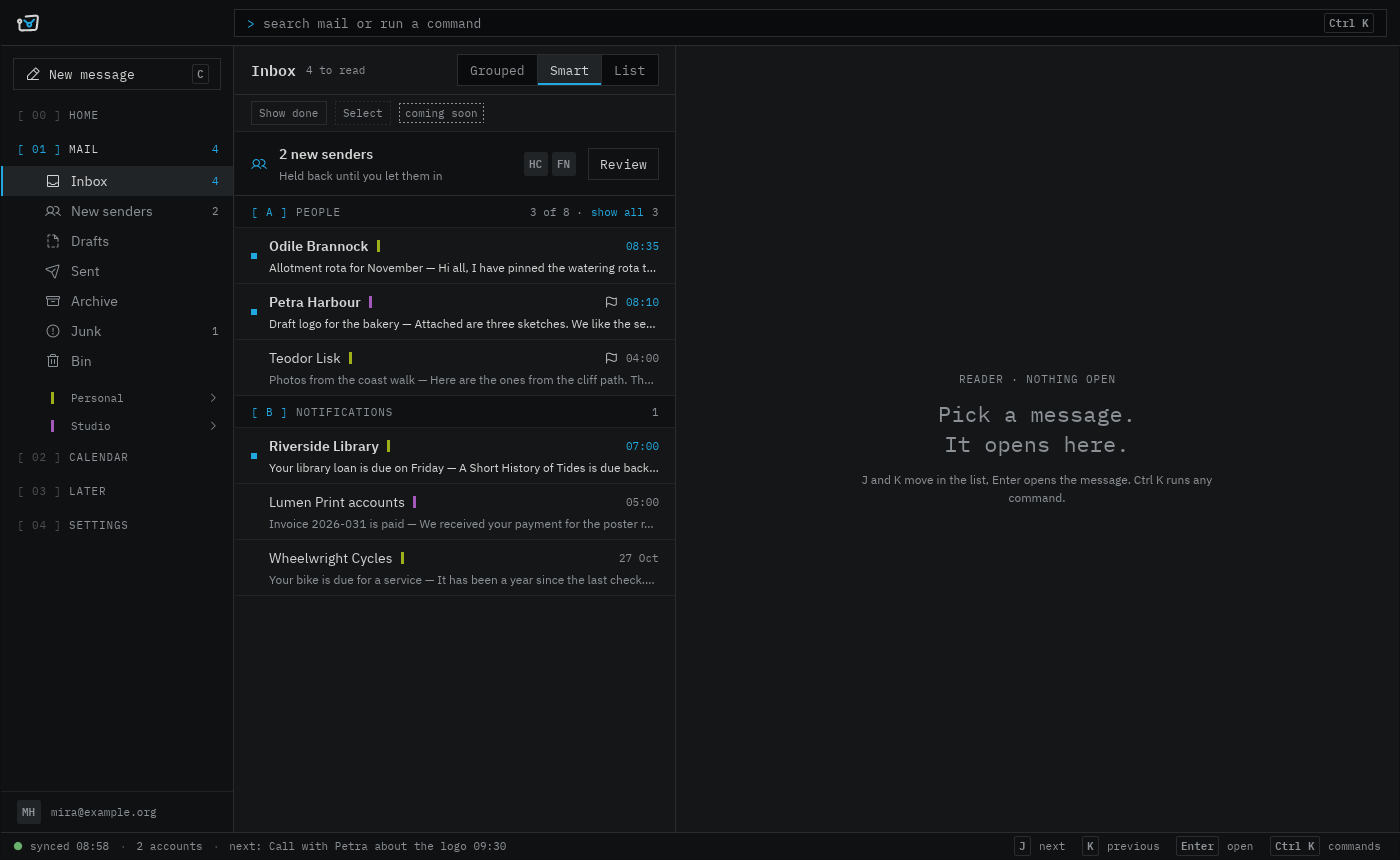 > search mail or run a command Ctrl K
New message C
[ 00 ] HOME
[ 01 ] MAIL 4
Inbox 4
New senders 2
Drafts
Sent
Archive
Junk 1
Bin
Personal
Studio
[ 02 ] CALENDAR
[ 03 ] LATER
[ 04 ] SETTINGS
MH mira@example.org
Inbox 4 to read Grouped Smart List
Show done Select coming soon
2 new senders
Held back until you let them in
HC FN Review
[ A ] PEOPLE 3 of 8 · show all 3
Odile Brannock 08:35
Allotment rota for November — Hi all, I have pinned the watering rota t...
Petra Harbour 08:10
Draft logo for the bakery — Attached are three sketches. We like the se...
Teodor Lisk 04:00
Photos from the coast walk — Here are the ones from the cliff path. Th...
[ B ] NOTIFICATIONS 1
Riverside Library 07:00
Your library loan is due on Friday — A Short History of Tides is due back...
Lumen Print accounts 05:00
Invoice 2026-031 is paid — We received your payment for the poster r...
Wheelwright Cycles 27 Oct
Your bike is due for a service — It has been a year since the last check....
READER · NOTHING OPEN
Pick a message.
It opens here.
J and K move in the list, Enter opens the message. Ctrl K runs any
command.
synced 08:58 · 2 accounts · next: Call with Petra about the logo 09:30
J next K previous Enter open Ctrl K commands